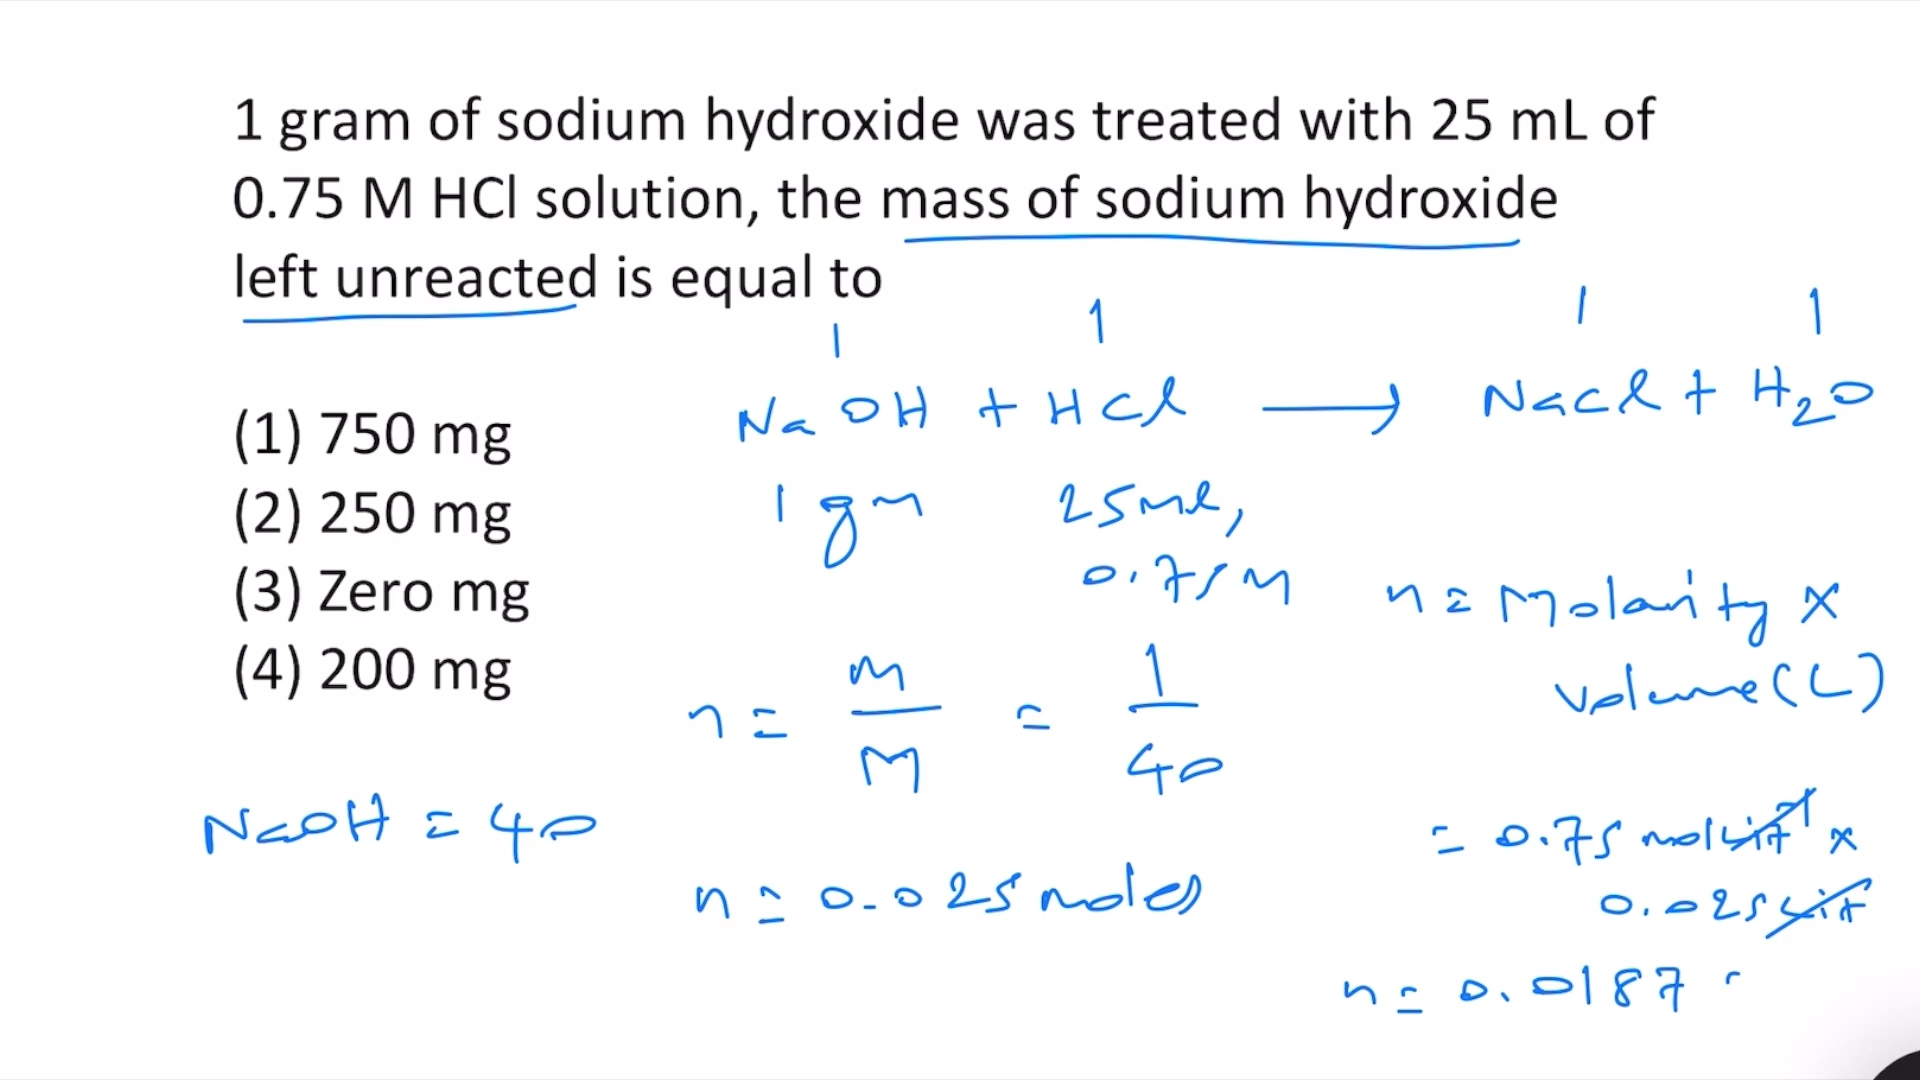 1 gram of sodium hydroxide was treated with 25 mL of
0.75 M HCl solution, the mass of sodium hydroxide
left unreacted is equal to
1 1 1 1
NaOH + HCl ⟶ NaCl + H₂O
(1) 750 mg
(2) 250 mg
(3) Zero mg
(4) 200 mg
1 gm 25ml,
0.75M
n = Molarity ×
volume(L)
n = m/M = 1/40
NaOH = 40
= 0.75 mol lit⁻¹ ×
0.025 lit
n = 0.025 moles
n = 0.0187